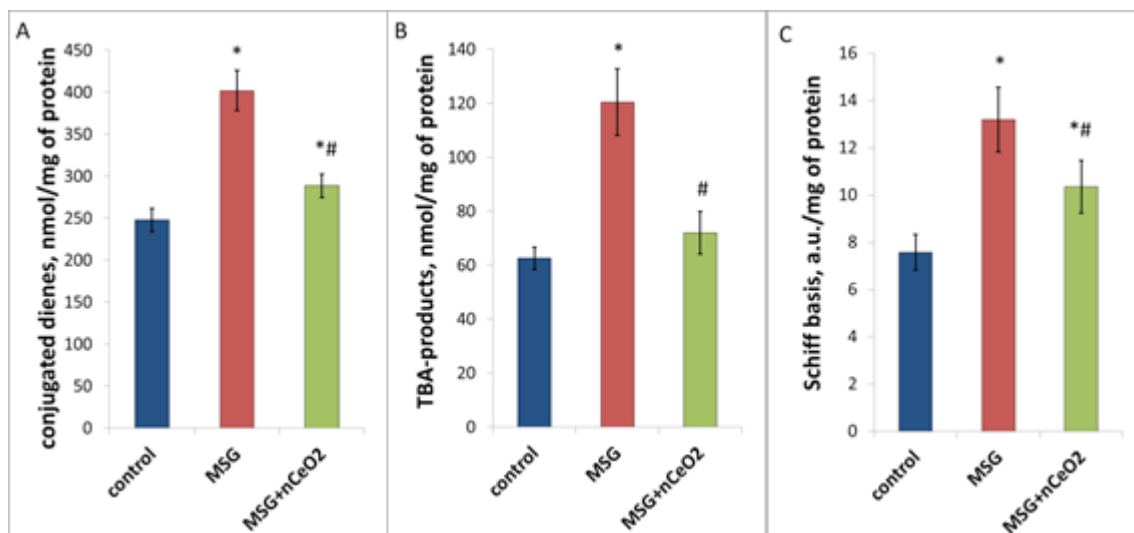 A
conjugated dienes, nmol/mg of protein
450
400
350
300
250
200
150
100
50
0
*
*#
control
MSG
MSG+nCeO2
B
TBA-products, nmol/mg of protein
140
120
100
80
60
40
20
0
*
#
control
MSG
MSG+nCeO2
C
Schiff basis, a.u./mg of protein
16
14
12
10
8
6
4
2
0
*
*#
control
MSG
MSG+nCeO2